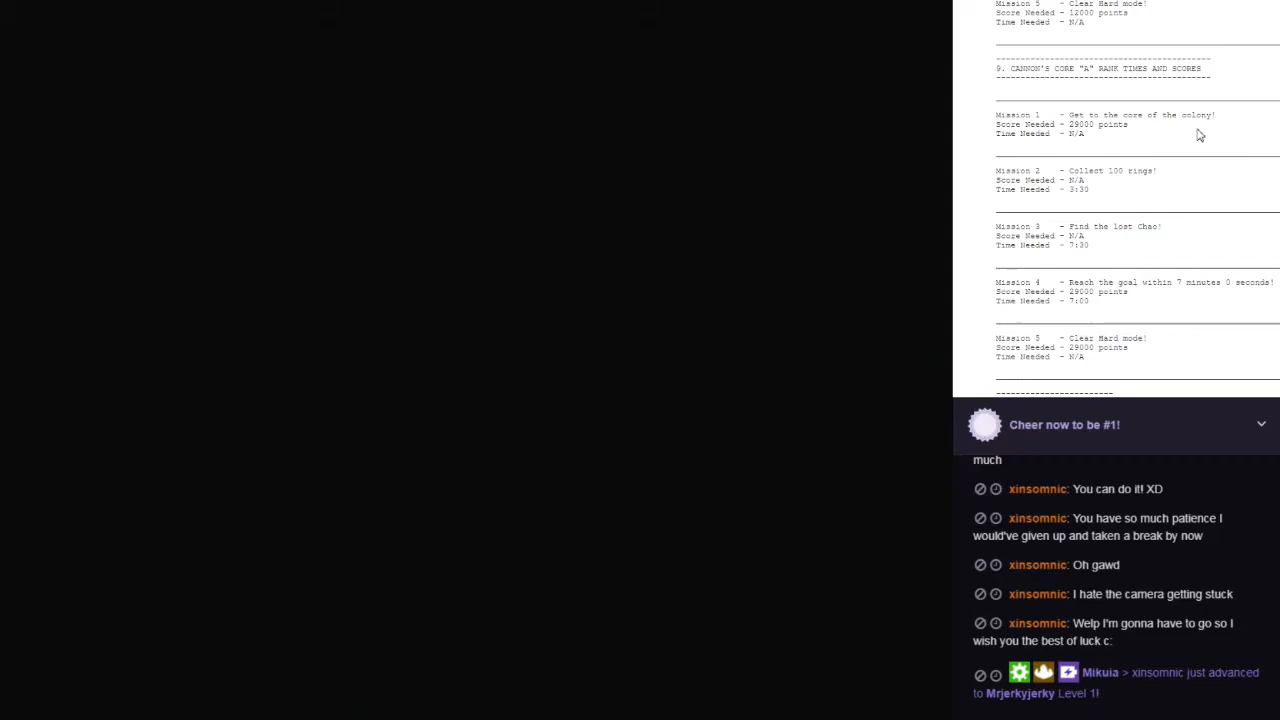 Mission 5    - Clear Hard mode!
Score Needed - 12000 points
Time Needed  - N/A
9. CANNON'S CORE "A" RANK TIMES AND SCORES
Mission 1    - Get to the core of the colony!
Score Needed - 29000 points
Time Needed  - N/A
Mission 2    - Collect 100 rings!
Score Needed - N/A
Time Needed  - 3:30
Mission 3    - Find the lost Chao!
Score Needed - N/A
Time Needed  - 7:30
Mission 4    - Reach the goal within 7 minutes 0 seconds!
Score Needed - 29000 points
Time Needed  - 7:00
Mission 5    - Clear Hard mode!
Score Needed - 29000 points
Time Needed  - N/A
Cheer now to be #1!
much
xinsomnic: You can do it! XD
xinsomnic: You have so much patience I
would've given up and taken a break by now
xinsomnic: Oh gawd
xinsomnic: I hate the camera getting stuck
xinsomnic: Welp I'm gonna have to go so I
wish you the best of luck c:
Mikuia > xinsomnic just advanced
to Mrjerkyjerky Level 1!